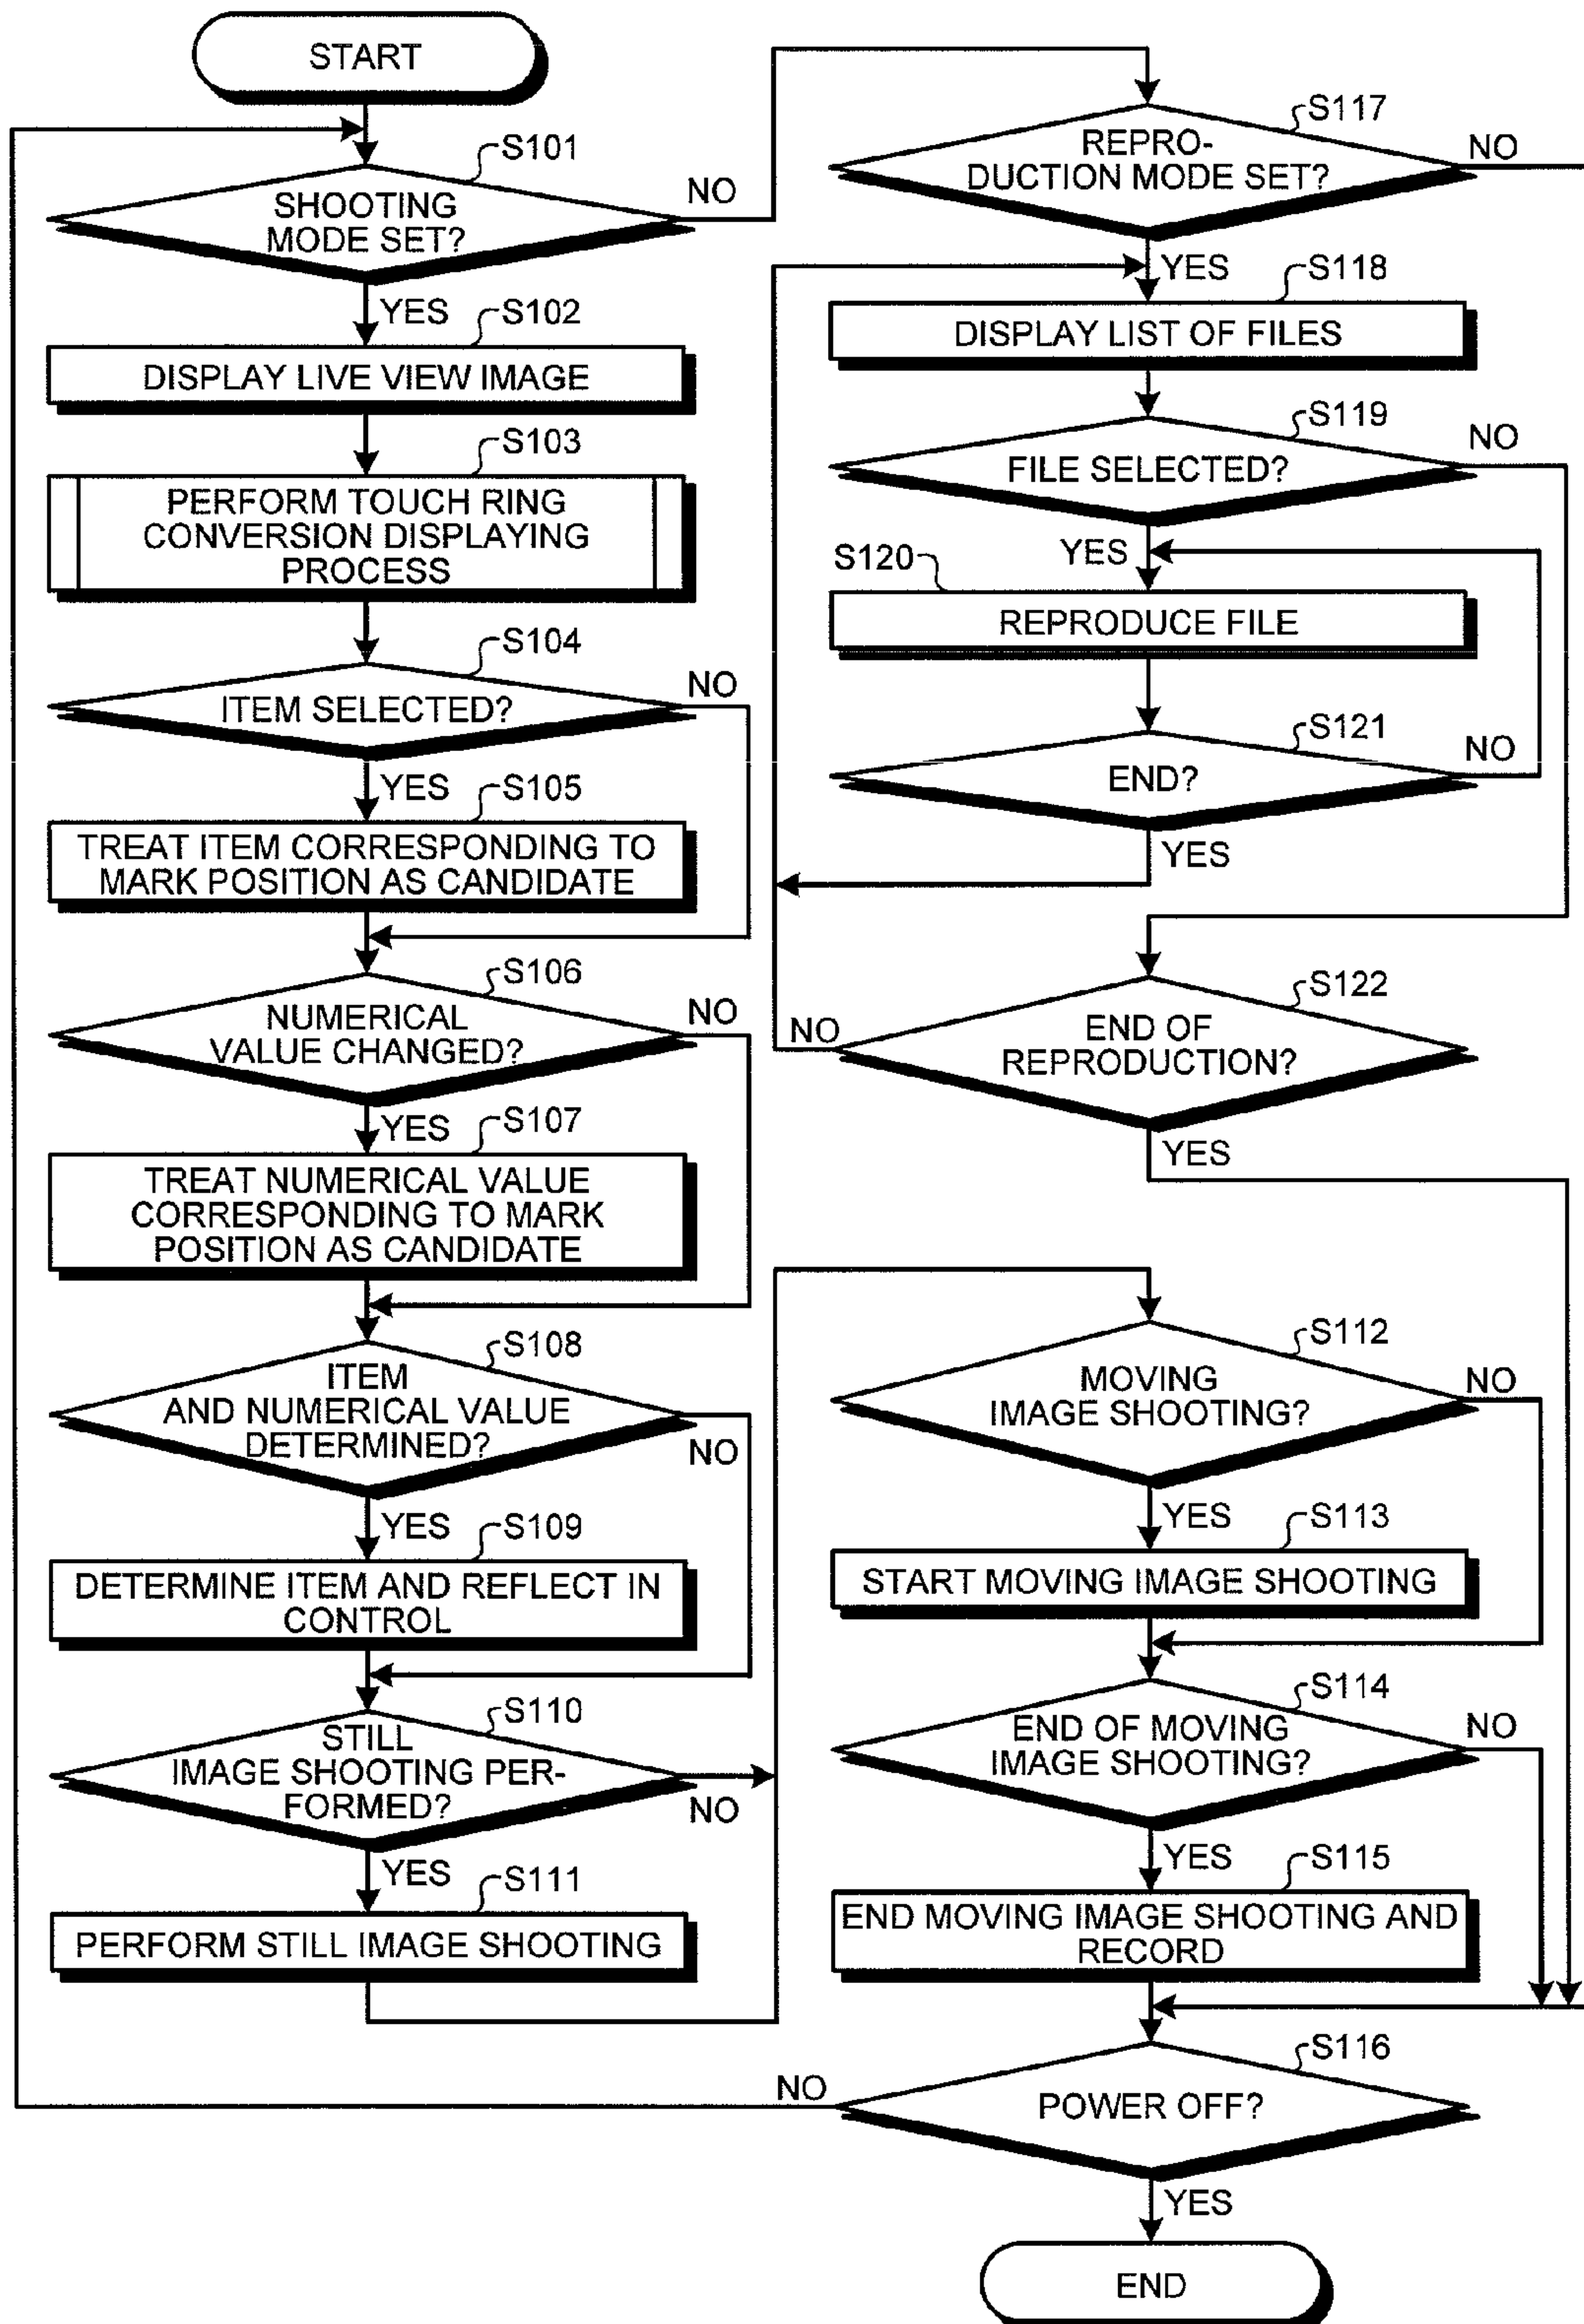 START
S101
SHOOTING
MODE SET?
NO
YES
S102
DISPLAY LIVE VIEW IMAGE
S103
PERFORM TOUCH RING
CONVERSION DISPLAYING
PROCESS
S104
ITEM SELECTED?
NO
YES
S105
TREAT ITEM CORRESPONDING TO
MARK POSITION AS CANDIDATE
S106
NUMERICAL
VALUE CHANGED?
NO
YES
S107
TREAT NUMERICAL VALUE
CORRESPONDING TO MARK
POSITION AS CANDIDATE
S108
ITEM
AND NUMERICAL VALUE
DETERMINED?
NO
YES
S109
DETERMINE ITEM AND REFLECT IN
CONTROL
S110
STILL
IMAGE SHOOTING PER-
FORMED?
NO
YES
S111
PERFORM STILL IMAGE SHOOTING
S117
REPRO-
DUCTION MODE SET?
NO
YES
S118
DISPLAY LIST OF FILES
S119
FILE SELECTED?
NO
YES
S120
REPRODUCE FILE
S121
END?
NO
YES
S122
END OF
REPRODUCTION?
NO
YES
S112
MOVING
IMAGE SHOOTING?
NO
YES
S113
START MOVING IMAGE SHOOTING
S114
END OF MOVING
IMAGE SHOOTING?
NO
YES
S115
END MOVING IMAGE SHOOTING AND
RECORD
S116
POWER OFF?
NO
YES
END